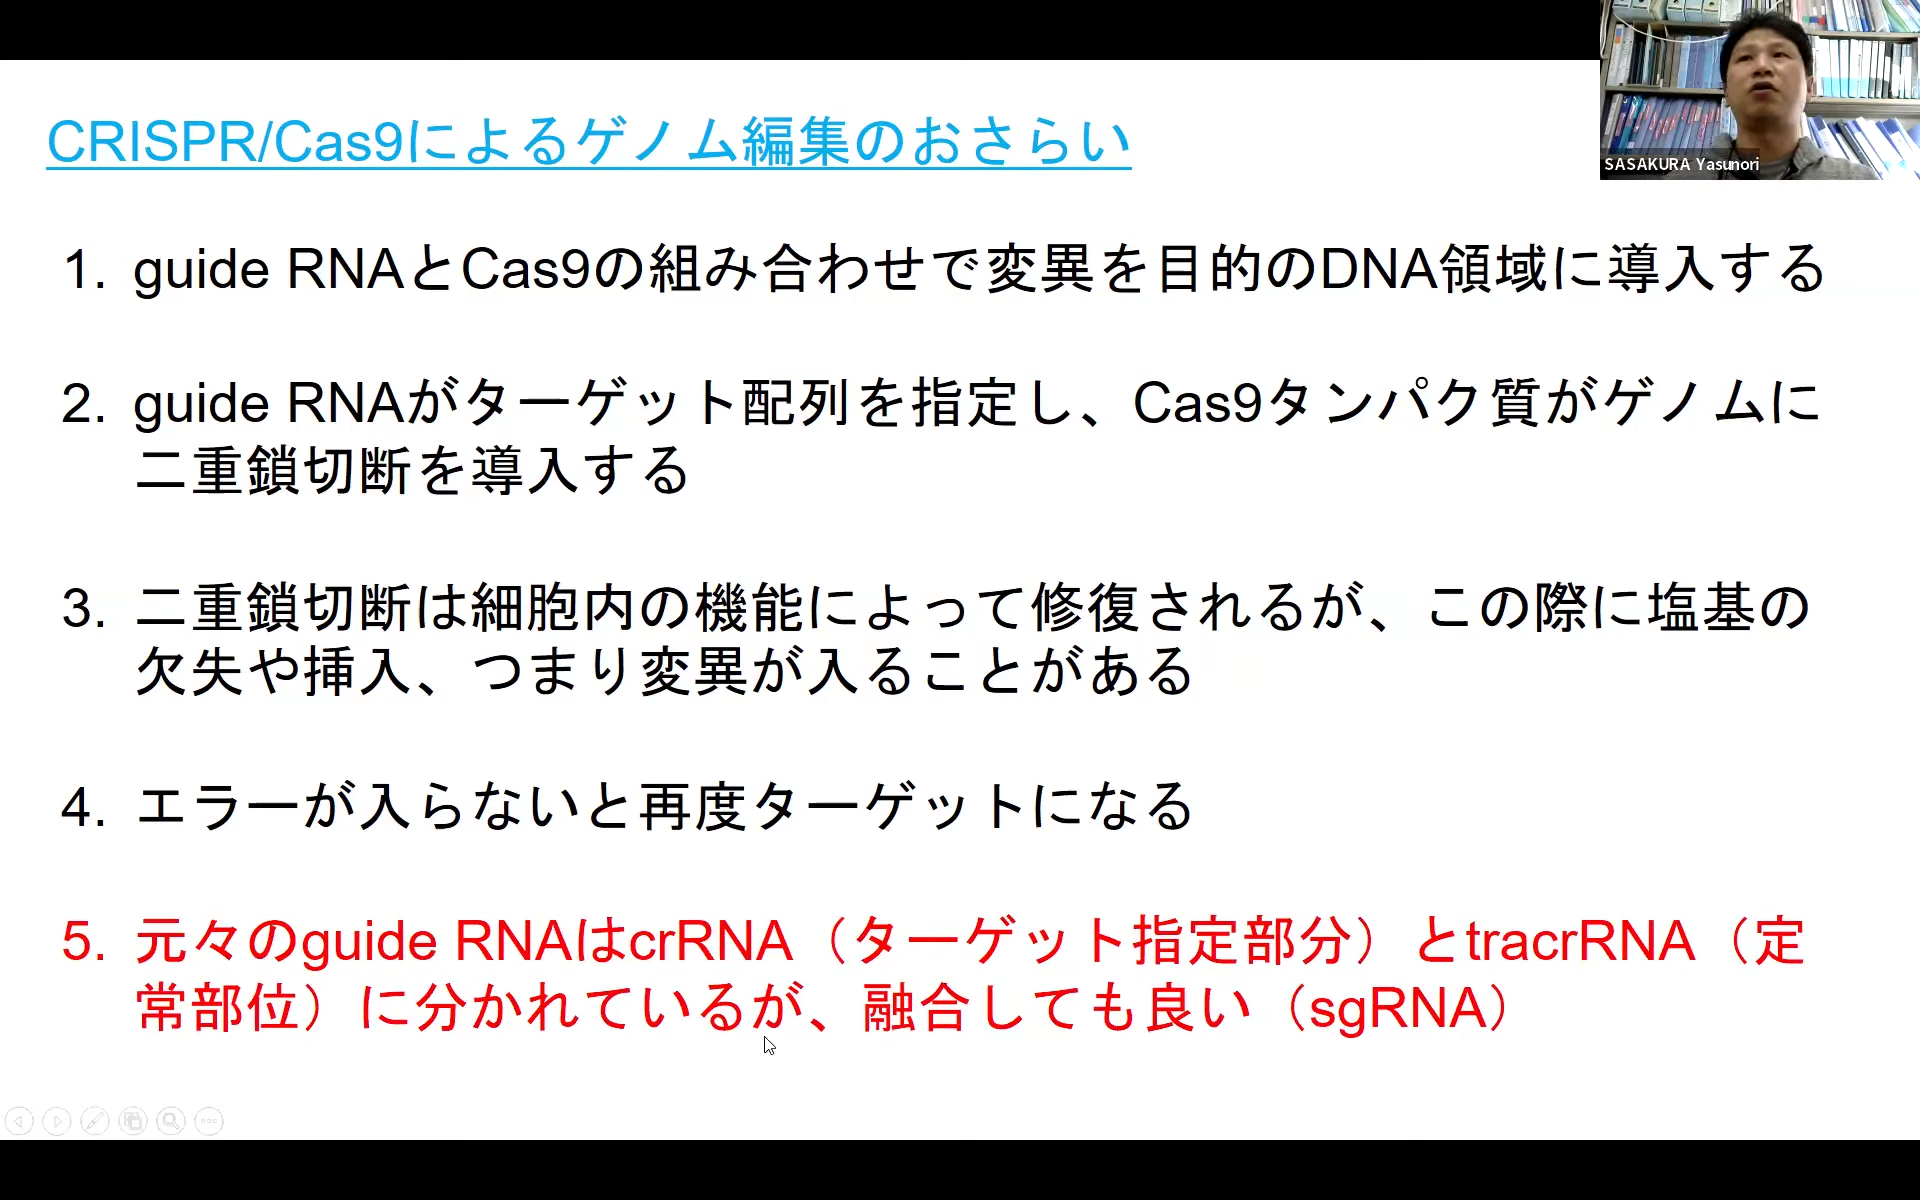 CRISPR/Cas9によるゲノム編集のおさらい
SASAKURA Yasunori
1. guide RNAとCas9の組み合わせで変異を目的のDNA領域に導入する
2. guide RNAがターゲット配列を指定し、Cas9タンパク質がゲノムに
二重鎖切断を導入する
3. 二重鎖切断は細胞内の機能によって修復されるが、この際に塩基の
欠失や挿入、つまり変異が入ることがある
4. エラーが入らないと再度ターゲットになる
5. 元々のguide RNAはcrRNA（ターゲット指定部分）とtracrRNA（定
常部位）に分かれているが、融合しても良い（sgRNA）